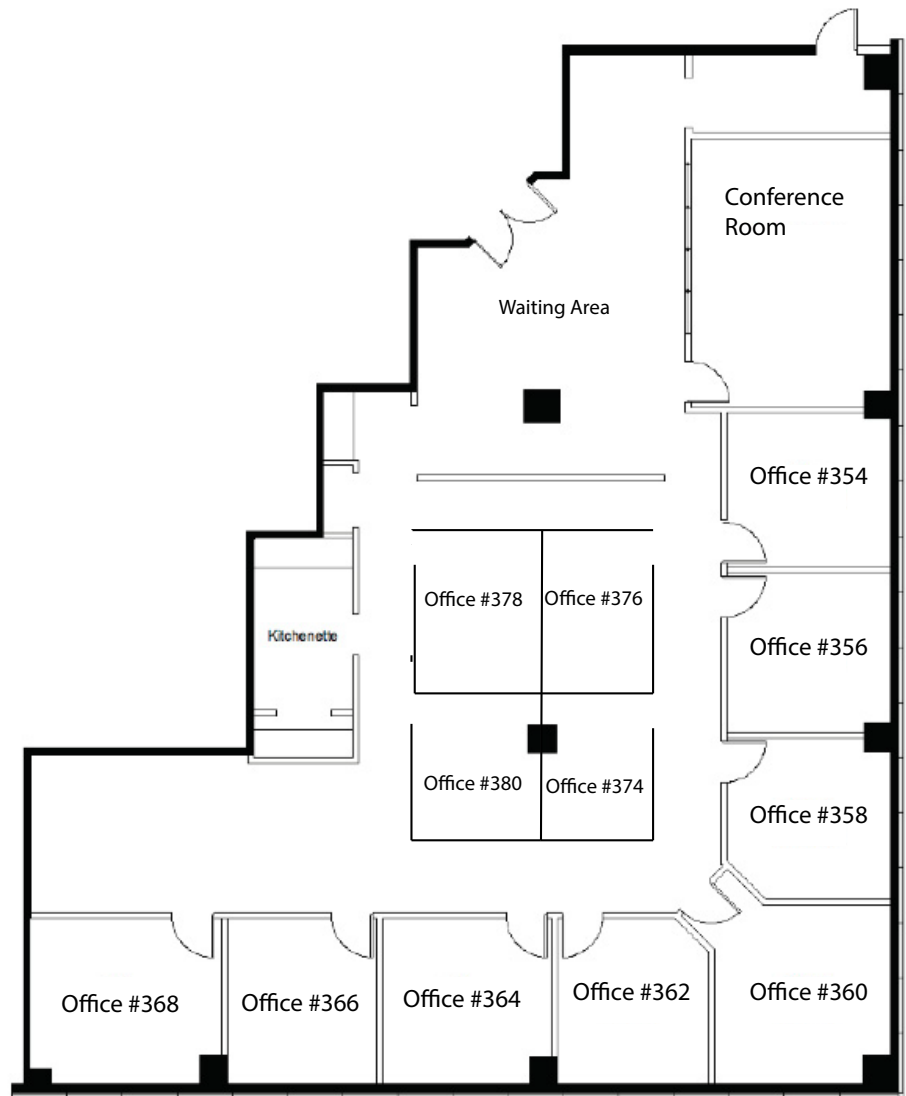 Conference
Room
Waiting Area
Office #354
Office #378
Office #376
Kitchenette
Office #356
Office #380
Office #374
Office #358
Office #368
Office #366
Office #364
Office #362
Office #360